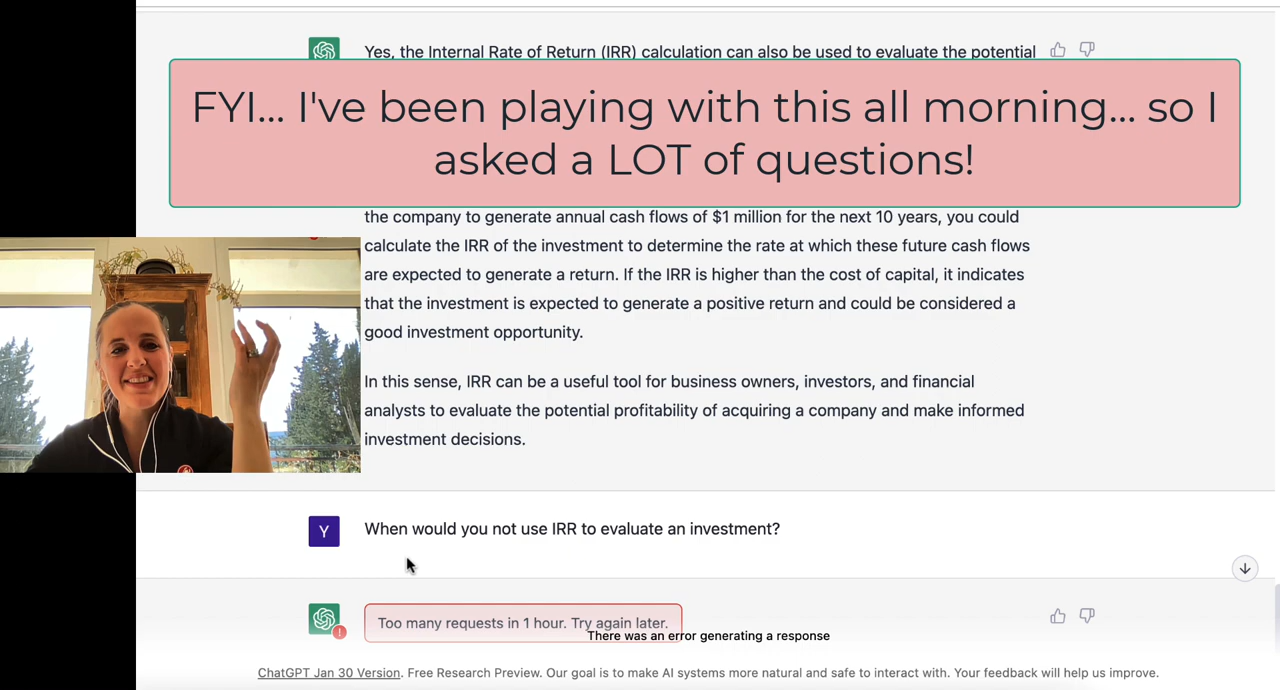 Yes, the Internal Rate of Return (IRR) calculation can also be used to evaluate the potential
FYI... I've been playing with this all morning... so I
asked a LOT of questions!
the company to generate annual cash flows of $1 million for the next 10 years, you could
calculate the IRR of the investment to determine the rate at which these future cash flows
are expected to generate a return. If the IRR is higher than the cost of capital, it indicates
that the investment is expected to generate a positive return and could be considered a
good investment opportunity.
In this sense, IRR can be a useful tool for business owners, investors, and financial
analysts to evaluate the potential profitability of acquiring a company and make informed
investment decisions.
Y
When would you not use IRR to evaluate an investment?
!
Too many requests in 1 hour. Try again later.
There was an error generating a response
ChatGPT Jan 30 Version. Free Research Preview. Our goal is to make AI systems more natural and safe to interact with. Your feedback will help us improve.